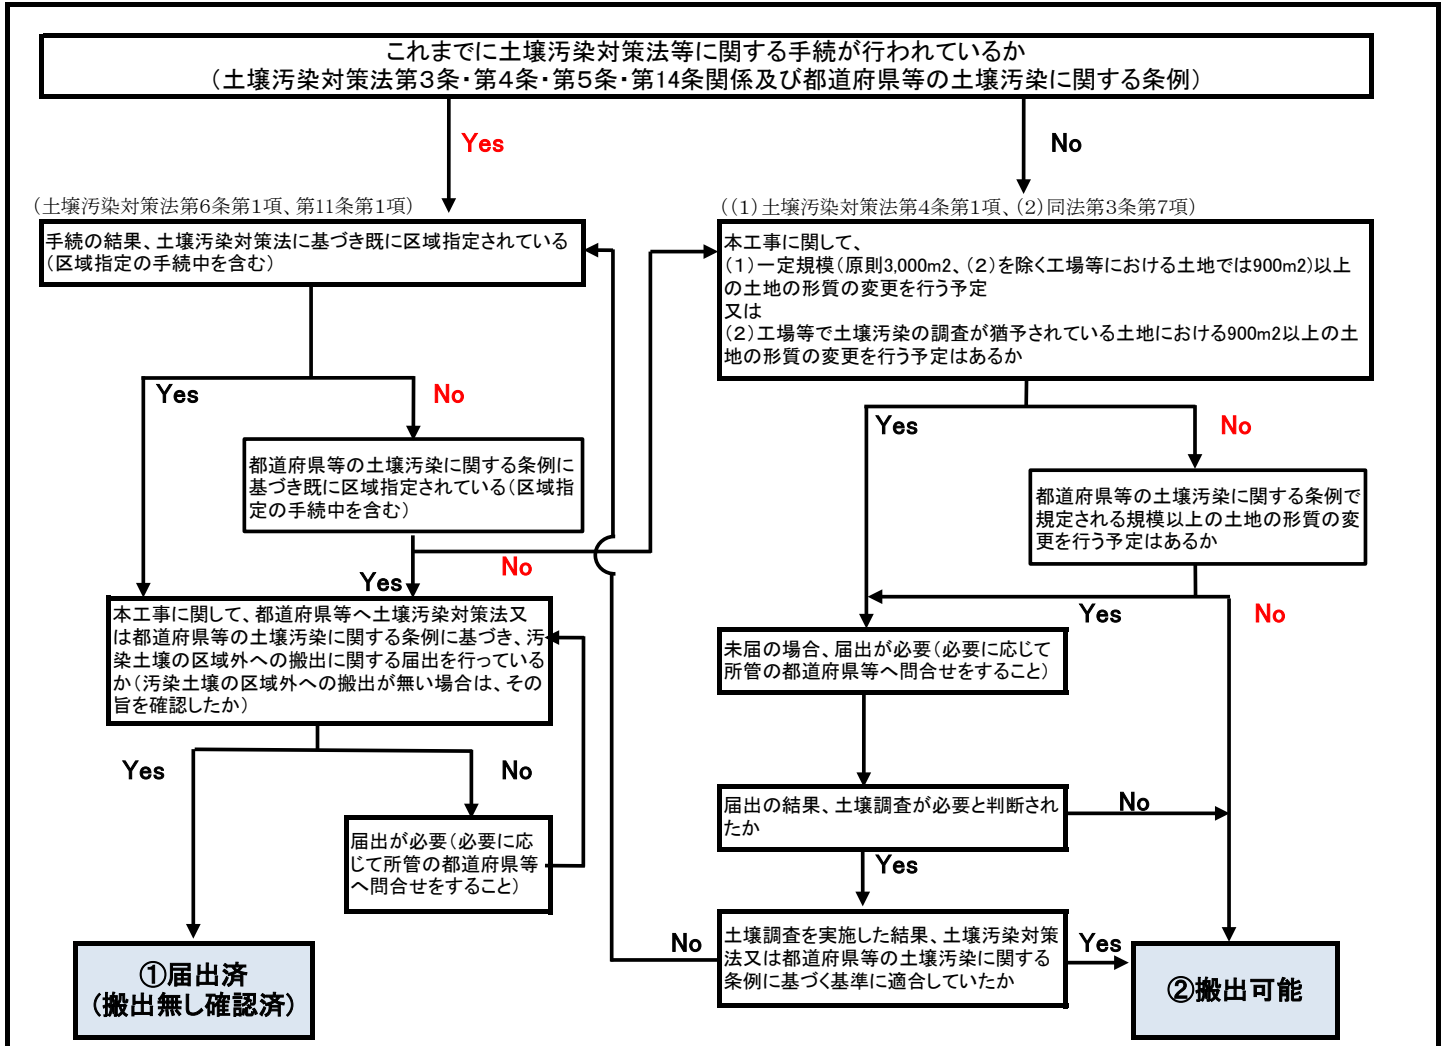 これまでに土壌汚染対策法等に関する手続が行われているか
（土壌汚染対策法第３条・第４条・第５条・第14条関係及び都道府県等の土壌汚染に関する条例）
Yes
No
（土壌汚染対策法第6条第1項、第11条第1項）
手続の結果、土壌汚染対策法に基づき既に区域指定されている
（区域指定の手続中を含む）
Yes
No
都道府県等の土壌汚染に関する条例に
基づき既に区域指定されている（区域指
定の手続中を含む）
Yes
No
本工事に関して、都道府県等へ土壌汚染対策法又
は都道府県等の土壌汚染に関する条例に基づき、汚
染土壌の区域外への搬出に関する届出を行っている
か（汚染土壌の区域外への搬出が無い場合は、その
旨を確認したか）
Yes
No
届出が必要（必要に応
じて所管の都道府県等
へ問合せをすること）
①届出済
（搬出無し確認済）
（（1）土壌汚染対策法第4条第1項、（2）同法第3条第7項）
本工事に関して、
（１）一定規模（原則3,000m2、（２）を除く工場等における土地では900m2）以上
の土地の形質の変更を行う予定
又は
（２）工場等で土壌汚染の調査が猶予されている土地における900m2以上の土
地の形質の変更を行う予定はあるか
Yes
No
都道府県等の土壌汚染に関する条例で
規定される規模以上の土地の形質の変
更を行う予定はあるか
Yes
No
未届の場合、届出が必要（必要に応じて
所管の都道府県等へ問合せをすること）
届出の結果、土壌調査が必要と判断され
たか
No
Yes
土壌調査を実施した結果、土壌汚染対策
法又は都道府県等の土壌汚染に関する
条例に基づく基準に適合していたか
No
Yes
②搬出可能